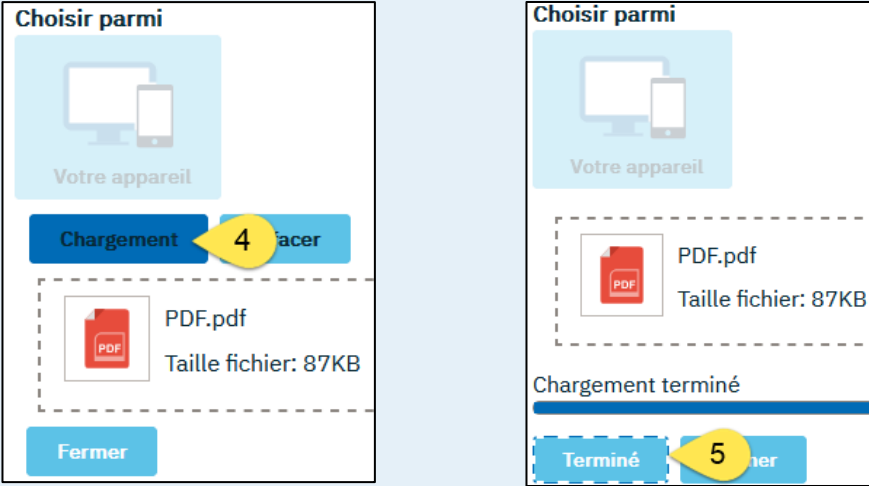 Choisir parmi
Votre appareil
Chargement 4 facer
PDF
PDF.pdf
Taille fichier: 87KB
Fermer
Choisir parmi
Votre appareil
PDF
PDF.pdf
Taille fichier: 87KB
Chargement terminé
Terminé 5